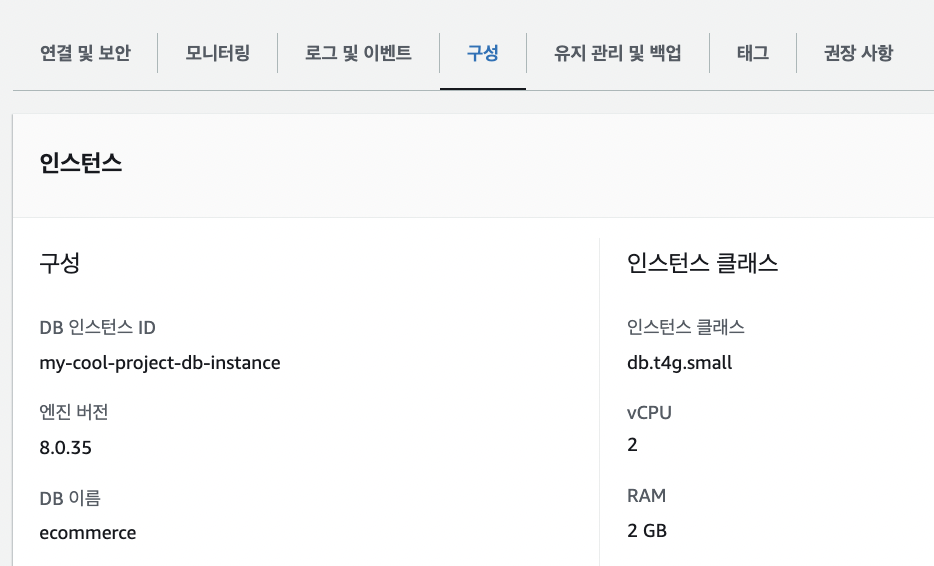 연결 및 보안 모니터링 로그 및 이벤트 구성 유지 관리 및 백업 태그 권장 사항
인스턴스
구성
DB 인스턴스 ID
my-cool-project-db-instance
엔진 버전
8.0.35
DB 이름
ecommerce
인스턴스 클래스
인스턴스 클래스
db.t4g.small
vCPU
2
RAM
2 GB